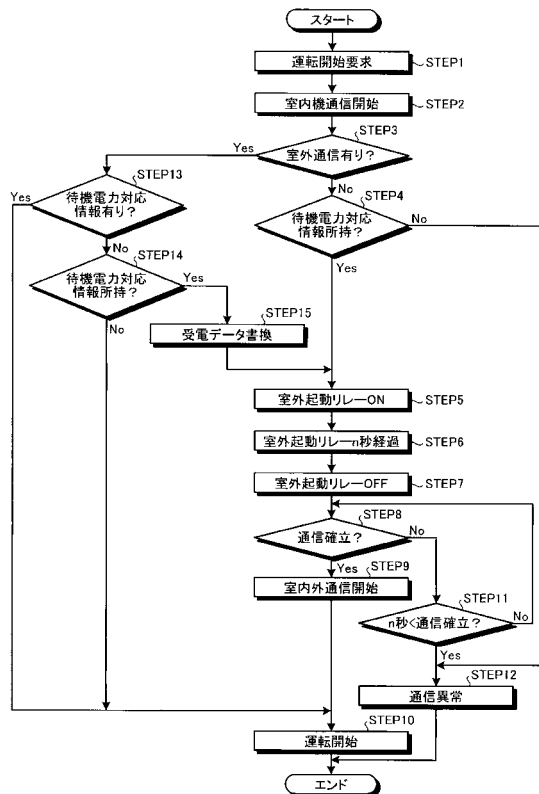 スタート
運転開始要求
STEP1
室内機通信開始
STEP2
STEP3
室外通信有り?
Yes
No
STEP13
待機電力対応
情報有り?
Yes
No
STEP4
待機電力対応
情報所持?
No
Yes
STEP14
待機電力対応
情報所持?
Yes
No
STEP15
受電データ書換
室外起動リレーON
STEP5
室外起動リレーn秒経過
STEP6
室外起動リレーOFF
STEP7
STEP8
通信確立?
No
Yes
STEP9
室内外通信開始
STEP11
n秒<通信確立?
No
Yes
STEP12
通信異常
STEP10
運転開始
エンド